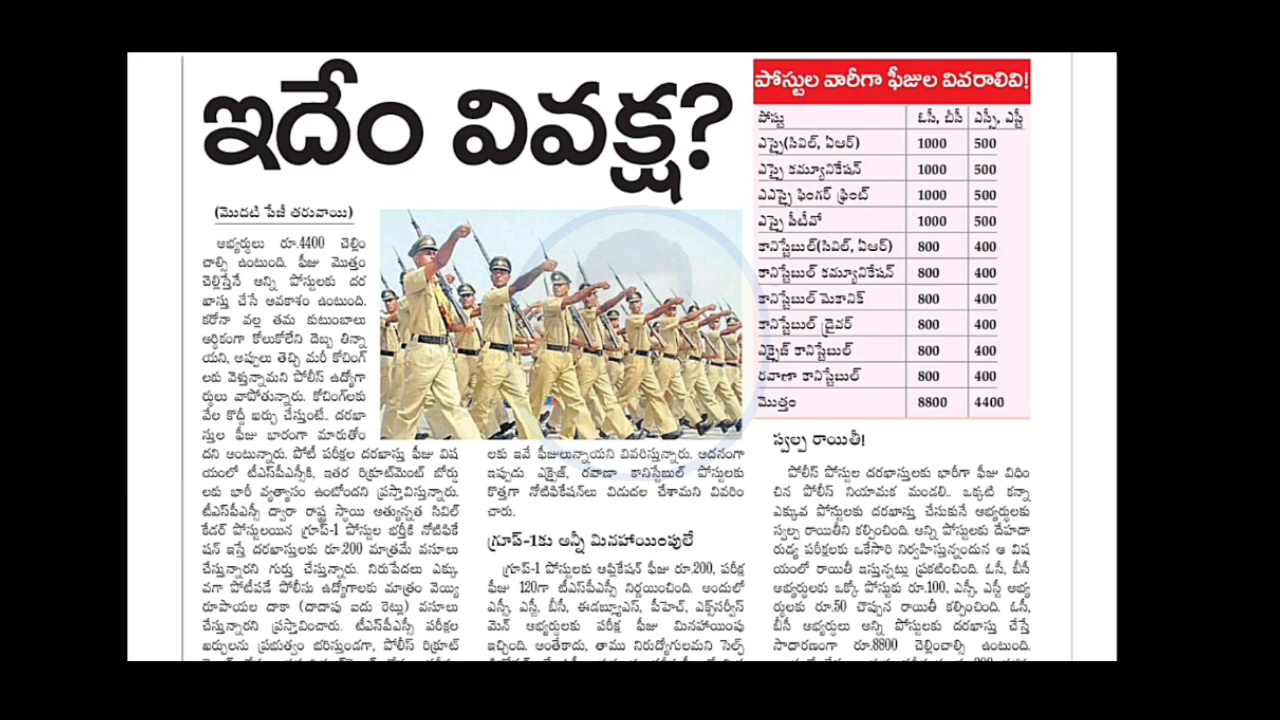 ఇదేం వివక్ష?
(మొదటి పేజీ తరువాయి)
అభ్యర్థులు రూ.4400 చెల్లిం
చాల్సి ఉంటుంది. ఫీజు మొత్తం
చెల్లిస్తేనే అన్ని పోస్టులకు దర
ఖాస్తు చేసే అవకాశం ఉంటుంది.
కరోనా వల్ల తమ కుటుంబాలు
ఆర్థికంగా కోలుకోలేని దెబ్బ తిన్నా
యని, అప్పులు తెచ్చి మరీ కోచింగ్
లకు వెళ్తున్నామని పోలీస్ ఉద్యోగా
ర్థులు వాపోతున్నారు. కోచింగ్‌లకు
వేల కొద్దీ ఖర్చు చేస్తుంటే.. దరఖా
స్తుల ఫీజు భారంగా మారుతోం
దని అంటున్నారు. పోటీ పరీక్షల దరఖాస్తు ఫీజు విష
యంలో టీఎస్‌పీఎస్సీకి, ఇతర రిక్రూట్‌మెంట్ బోర్డు
లకు భారీ వ్యత్యాసం ఉంటోందని ప్రస్తావిస్తున్నారు.
టీఎస్‌పీఎస్సీ ద్వారా రాష్ట్ర స్థాయి అత్యున్నత సివిల్
కేడర్ పోస్టులయిన గ్రూప్-1 పోస్టుల భర్తీకి నోటిఫికే
షన్ ఇస్తే దరఖాస్తులకు రూ.200 మాత్రమే వసూలు
చేస్తున్నారని గుర్తు చేస్తున్నారు. నిరుపేదలు ఎక్కు
వగా పోటీపడే పోలీసు ఉద్యోగాలకు మాత్రం వెయ్యి
రూపాయల దాకా (దాదాపు ఐదు రెట్లు) వసూలు
చేస్తున్నారని ప్రస్తావించారు. టీఎస్‌పీఎస్సీ పరీక్షల
ఖర్చులను ప్రభుత్వం భరిస్తుండగా, పోలీస్ రిక్రూట్
లకు ఇవే ఫీజులున్నాయని వివరిస్తున్నారు. అదనంగా
ఇప్పుడు ఎక్సైజ్, రవాణా కానిస్టేబుల్ పోస్టులకు
కొత్తగా నోటిఫికేషన్‌లు విడుదల చేశామని వివరిం
చారు.
గ్రూప్-1కు అన్నీ మినహాయింపులే
గ్రూప్-1 పోస్టులకు అప్లికేషన్ ఫీజు రూ.200, పరీక్ష
ఫీజు 120గా టీఎస్‌పీఎస్సీ నిర్ణయించింది. అందులో
ఎస్సీ, ఎస్టీ, బీసీ, ఈడబ్ల్యూఎస్, పీహెచ్, ఎక్స్‌సర్వీస్
మెన్ అభ్యర్థులకు పరీక్ష ఫీజు మినహాయింపు
ఇచ్చింది. అంతేకాదు, తాము నిరుద్యోగులమని సెల్ఫ్
పోస్టుల వారీగా ఫీజుల వివరాలివి!
పోస్టు ఓసీ, బీసీ ఎస్సీ, ఎస్టీ
ఎస్సై(సివిల్, ఏఆర్) 1000 500
ఎస్సై కమ్యూనికేషన్ 1000 500
ఎఎస్సై ఫింగర్ ప్రింట్ 1000 500
ఎస్సై పీటీవో 1000 500
కానిస్టేబుల్(సివిల్, ఏఆర్) 800 400
కానిస్టేబుల్ కమ్యూనికేషన్ 800 400
కానిస్టేబుల్ మెకానిక్ 800 400
కానిస్టేబుల్ డ్రైవర్ 800 400
ఎక్సైజ్ కానిస్టేబుల్ 800 400
రవాణా కానిస్టేబుల్ 800 400
మొత్తం 8800 4400
స్వల్ప రాయితీ!
పోలీస్ పోస్టుల దరఖాస్తులకు భారీగా ఫీజు విధిం
చిన పోలీస్ నియామక మండలి.. ఒక్కటి కన్నా
ఎక్కువ పోస్టులకు దరఖాస్తు చేసుకునే అభ్యర్థులకు
స్వల్ప రాయితీని కల్పించింది. అన్ని పోస్టులకు దేహదా
రుఢ్య పరీక్షలకు ఒకేసారి నిర్వహిస్తున్నందున ఆ విష
యంలో రాయితీ ఇస్తున్నట్లు ప్రకటించింది. ఓసీ, బీసీ
అభ్యర్థులకు ఒక్కో పోస్టుకు రూ.100, ఎస్సీ, ఎస్టీ అభ్య
ర్థులకు రూ.50 చొప్పున రాయితీ కల్పించింది. ఓసీ,
బీసీ అభ్యర్థులు అన్ని పోస్టులకు దరఖాస్తు చేస్తే
సాధారణంగా రూ.8800 చెల్లించాల్సి ఉంటుంది.